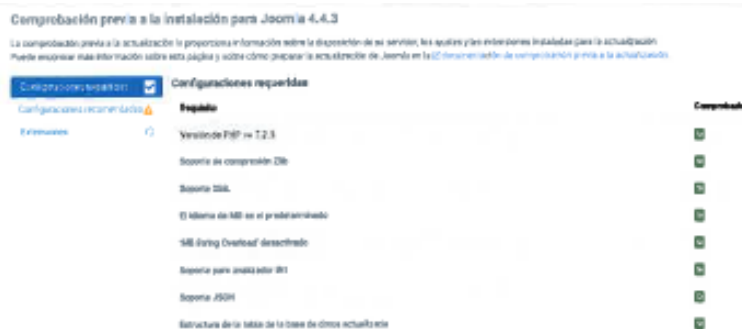 Comprobación previa a la instalación para Joomla 4.4.3
La comprobación previa a la actualización le proporciona información sobre la disposición de su servidor, los ajustes y las extensiones instaladas para la actualización
Puede encontrar más información sobre esta página y sobre cómo preparar la actualización de Joomla en la documentación de comprobación previa a la actualización.
Configuraciones requeridas
Configuraciones recomendadas
Extensiones
Configuraciones requeridas
Requisito Comprobado
Versión de PHP >= 7.2.5
Soporte de compresión Zlib
Soporte XML
El idioma de MB es el predeterminado
'MB String Overload' desactivado
Soporte para analizador INI
Soporte JSON
Estructura de la tabla de la base de datos actualizada